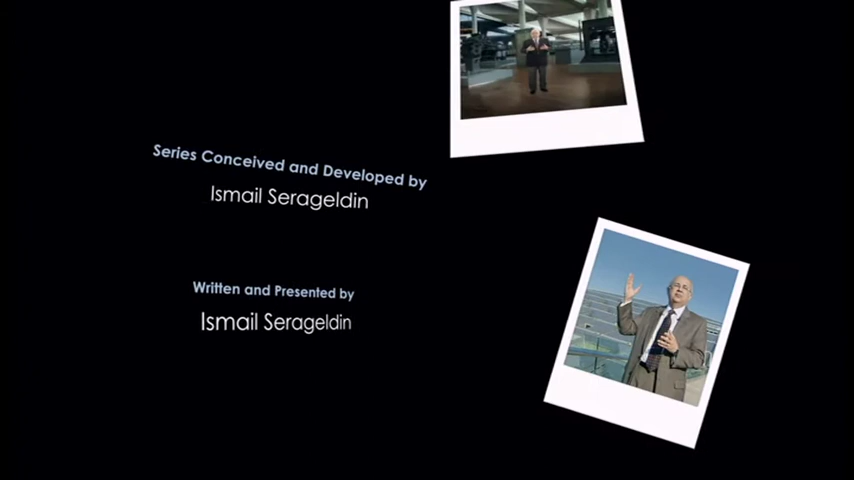 Series Conceived and Developed by
Ismail Serageldin
Written and Presented by
Ismail Serageldin